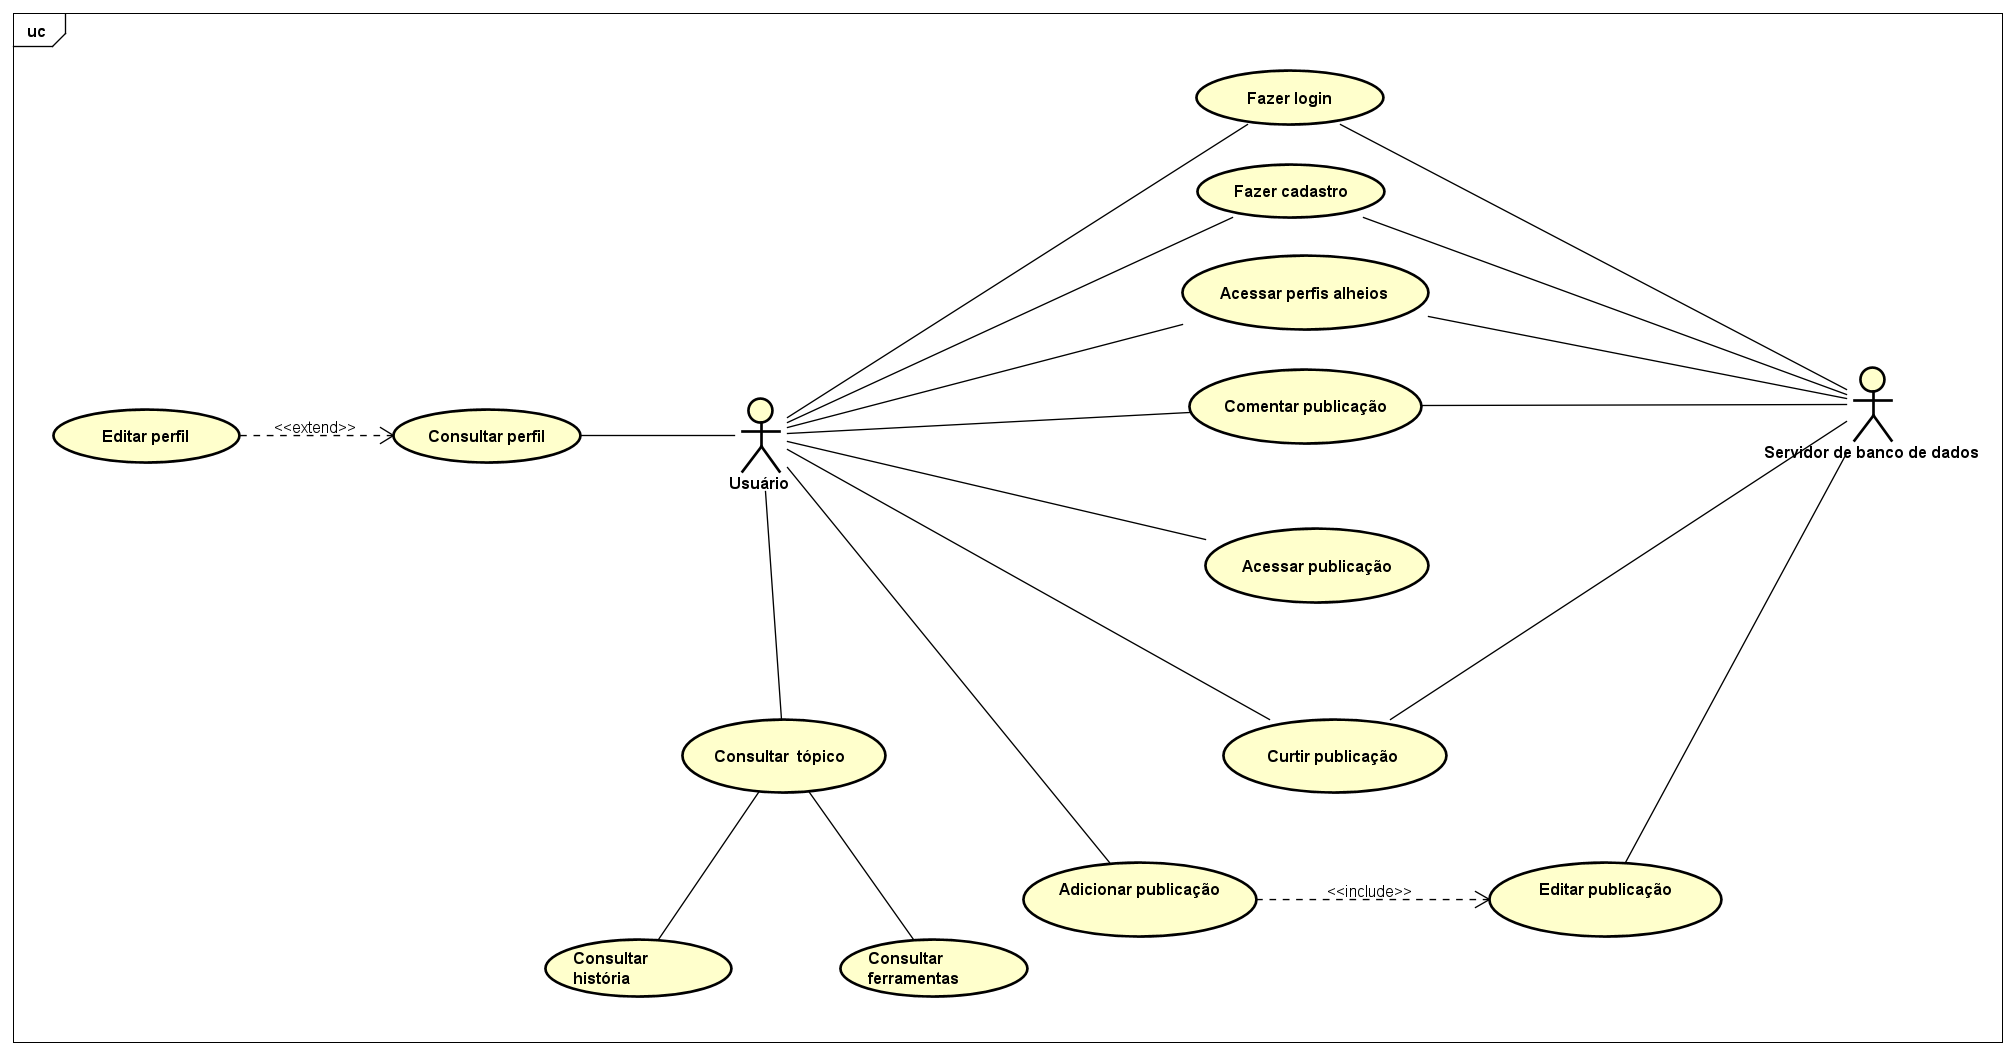 uc
Fazer login
Fazer cadastro
Acessar perfis alheios
Comentar publicação
<<extend>>
Editar perfil
Consultar perfil
Servidor de banco de dados
Usuário
Acessar publicação
Consultar  tópico
Curtir publicação
Adicionar publicação
<<include>>
Editar publicação
Consultar
história
Consultar
ferramentas